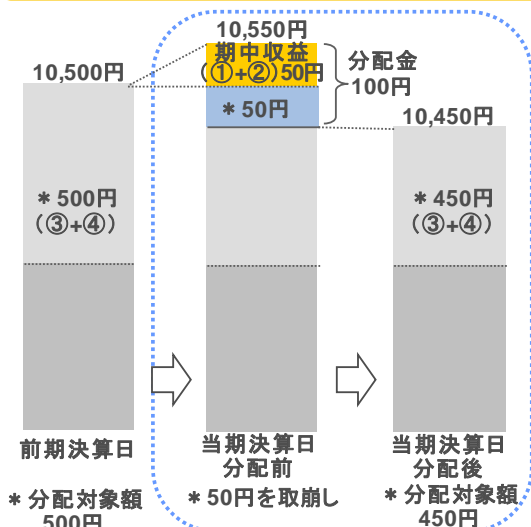 10,550円
期中収益
(①+②)50円
分配金
100円
10,500円
＊50円
10,450円
＊500円
(③+④)
＊450円
(③+④)
前期決算日
当期決算日
分配前
当期決算日
分配後
＊分配対象額
500円
＊50円を取崩し
＊分配対象額
450円